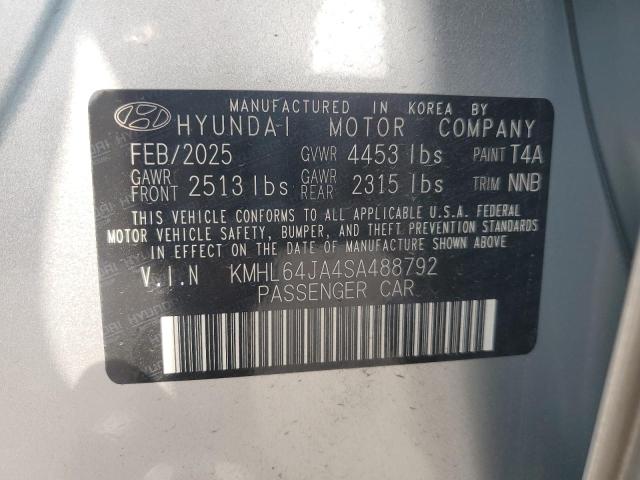 MANUFACTURED IN KOREA BY
HYUNDAI MOTOR COMPANY
FEB/2025 GVWR 4453 lbs PAINT T4A
GAWR FRONT 2513 lbs GAWR REAR 2315 lbs TRIM NNB
THIS VEHICLE CONFORMS TO ALL APPLICABLE U.S.A. FEDERAL
MOTOR VEHICLE SAFETY, BUMPER, AND THEFT PREVENTION STANDARDS
IN EFFECT ON THE DATE OF MANUFACTURE SHOWN ABOVE.
V.I.N KMHL64JA4SA488792
PASSENGER CAR